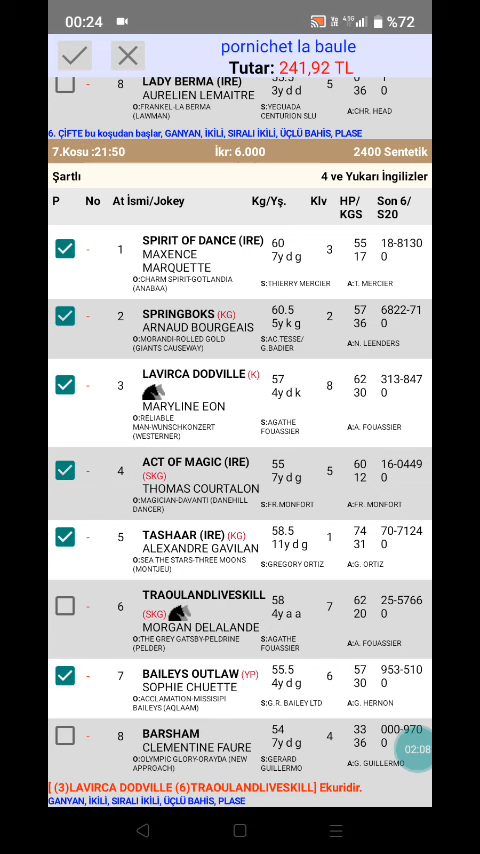 00:24
%72
pornichet la baule
Tutar: 241,92 TL
- 8 LADY BERMA (IRE) 5
AURELIEN LEMAITRE 3y d d 36 0
O:FRANKEL-LA BERMA (LAWMAN) S:YEGUADA CENTURION SLU A:CHR. HEAD
6. ÇİFTE bu koşudan başlar, GANYAN, İKİLİ, SIRALI İKİLİ, ÜÇLÜ BAHİS, PLASE
7.Kosu :21:50 İkr: 6.000 2400 Sentetik
Şartlı 4 ve Yukarı İngilizler
P No At İsmi/Jokey Kg/Yş. Klv HP/KGS Son 6/S20
- 1 SPIRIT OF DANCE (IRE) 60 3 55 18-8130
MAXENCE MARQUETTE 7y d g 17 0
O:CHARM SPIRIT-GOTLANDIA (ANABAA) S:THIERRY MERCIER A:T. MERCIER
- 2 SPRINGBOKS (KG) 60.5 2 57 6822-71
ARNAUD BOURGEAIS 5y k g 36 0
O:MORANDI-ROLLED GOLD (GIANTS CAUSEWAY) S:AC.TESSE/G.BADIER A:N. LEENDERS
- 3 LAVIRCA DODVILLE (K) 57 8 62 313-847
MARYLINE EON 4y d k 30 0
O:RELIABLE MAN-WUNSCHKONZERT (WESTERNER) S:AGATHE FOUASSIER A:A. FOUASSIER
- 4 ACT OF MAGIC (IRE) (SKG) 55 5 60 16-0449
THOMAS COURTALON 7y d g 12 0
O:MAGICIAN-DAVANTI (DANEHILL DANCER) S:FR.MONFORT A:FR. MONFORT
- 5 TASHAAR (IRE) (KG) 58.5 1 74 70-7124
ALEXANDRE GAVILAN 11y d g 31 0
O:SEA THE STARS-THREE MOONS (MONTJEU) S:GREGORY ORTIZ A:G. ORTIZ
- 6 TRAOULANDLIVESKILL (SKG) 58 7 62 25-5766
MORGAN DELALANDE 4y a a 20 0
O:THE GREY GATSBY-PELDRINE (PELDER) S:AGATHE FOUASSIER A:A. FOUASSIER
- 7 BAILEYS OUTLAW (YP) 55.5 6 57 953-510
SOPHIE CHUETTE 4y d g 30 0
O:ACCLAMATION-MISSISIPI BAILEYS (AQLAAM) S:G.R. BAILEY LTD A:G. HERNON
- 8 BARSHAM 54 4 33 000-970
CLEMENTINE FAURE 7y d g 36 0
O:OLYMPIC GLORY-ORAYDA (NEW APPROACH) S:GERARD GUILLERMO A:G. GUILLERMO
02:08
[ (3)LAVIRCA DODVILLE (6)TRAOULANDLIVESKILL] Ekuridir.
GANYAN, İKİLİ, SIRALI İKİLİ, ÜÇLÜ BAHİS, PLASE